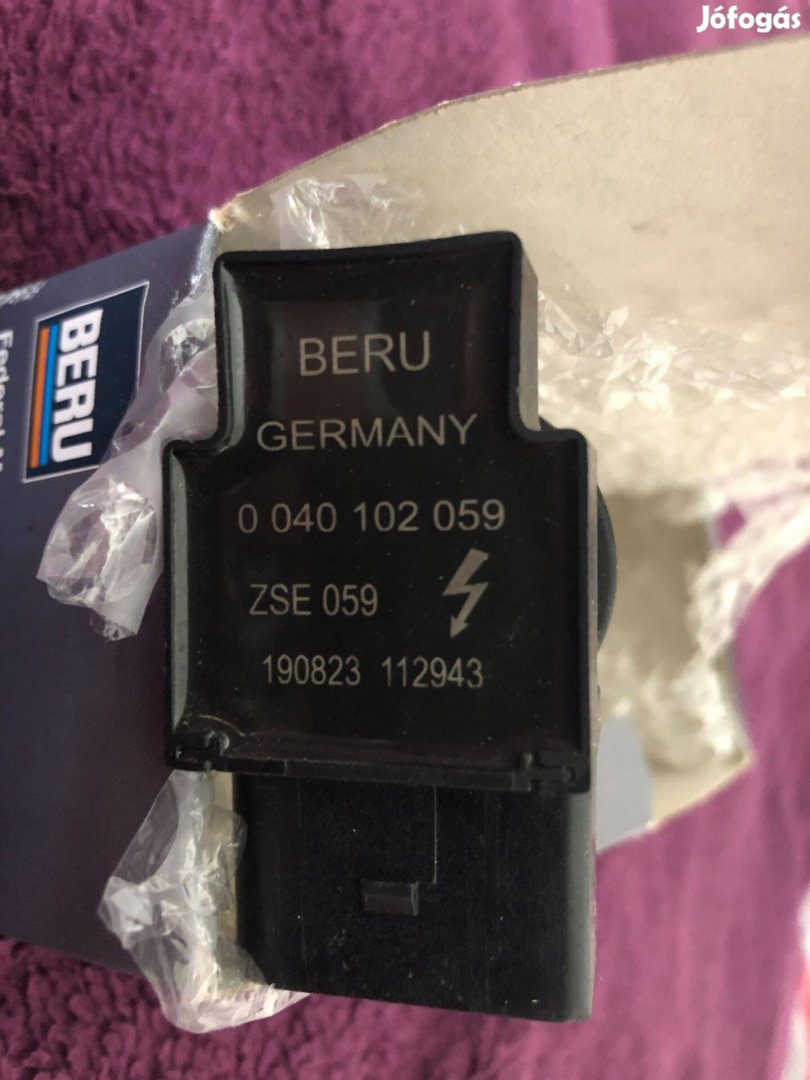 Jófogás
BERU
GERMANY
0 040 102 059
ZSE 059
190823 112943
BERU